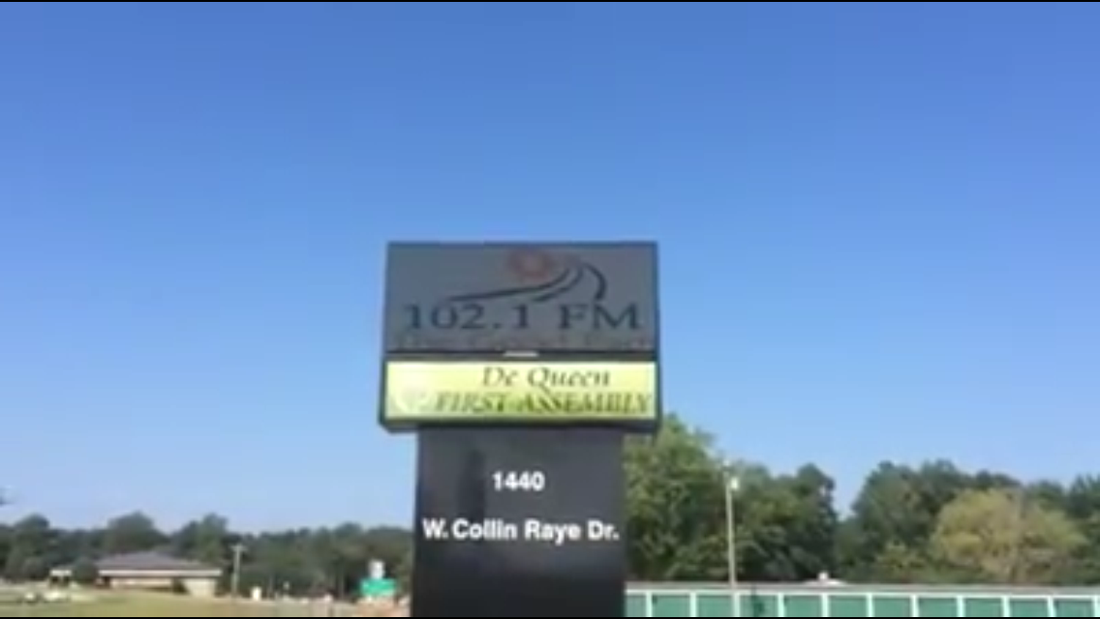 102.1 FM
De Queen
FIRST ASSEMBLY
1440
W. Collin Raye Dr.